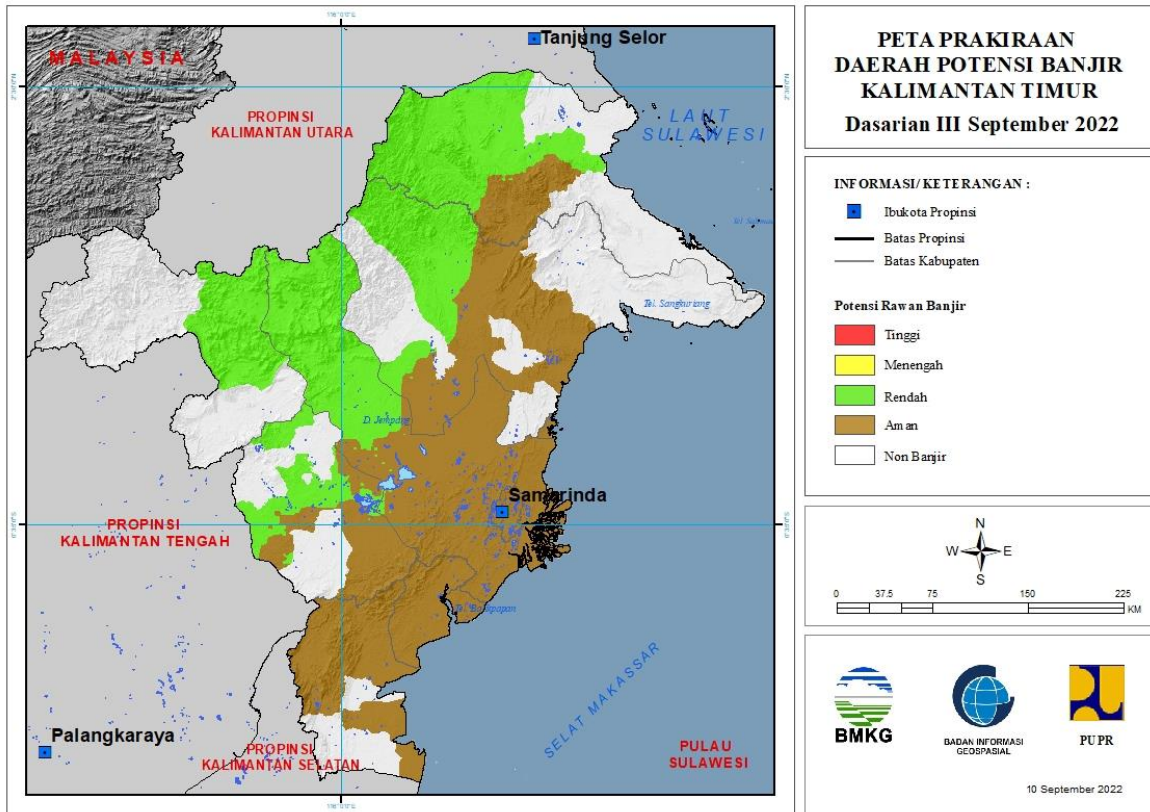 Tanjung Selor
MALAYSIA
PROPINSI
KALIMANTAN UTARA
LAUT
SULAWESI
Tel. Sangkuriang
D. Jempang
Samarinda
PROPINSI
KALIMANTAN TENGAH
SELAT MAKASSAR
Palangkaraya
PROPINSI
KALIMANTAN SELATAN
PULAU
SULAWESI
PETA PRAKIRAAN
DAERAH POTENSI BANJIR
KALIMANTAN TIMUR
Dasarian III September 2022
INFORMASI/KETERANGAN :
Ibukota Propinsi
Batas Propinsi
Batas Kabupaten
Potensi Rawan Banjir
Tinggi
Menengah
Rendah
Aman
Non Banjir
N
W E
S
0 37.5 75 150 225
KM
BMKG
BADAN INFORMASI
GEOSPASIAL
PUPR
10 September 2022